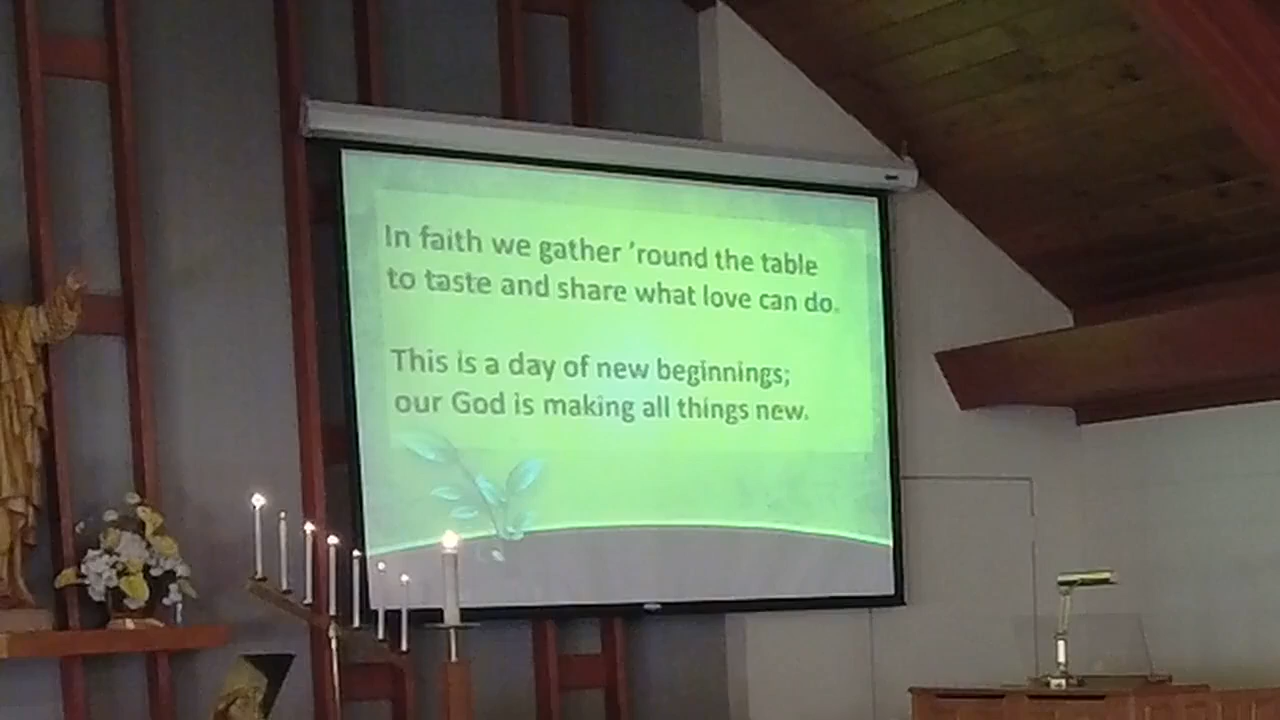 In faith we gather 'round the table
to taste and share what love can do.
This is a day of new beginnings;
our God is making all things new.